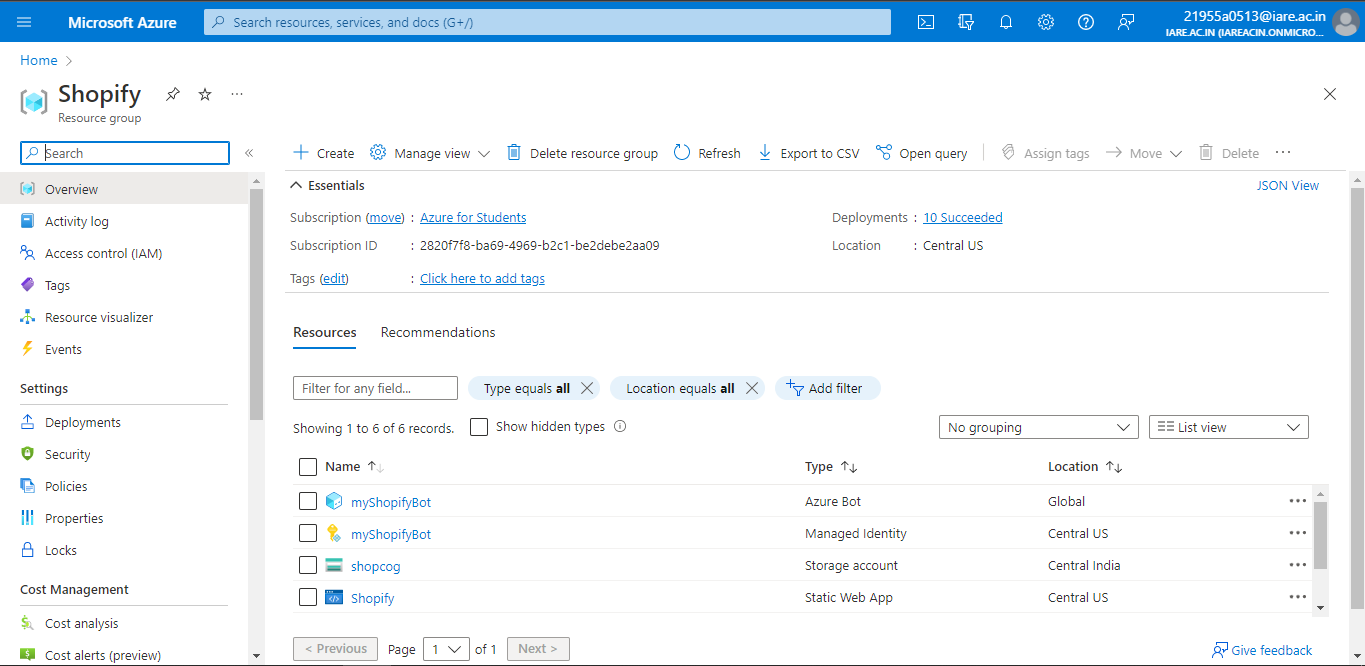 Microsoft Azure
Search resources, services, and docs (G+/)
21955a0513@iare.ac.in
IARE.AC.IN (IAREACIN.ONMICRO...
Home
Shopify
Resource group
Search
Overview
Activity log
Access control (IAM)
Tags
Resource visualizer
Events
Settings
Deployments
Security
Policies
Properties
Locks
Cost Management
Cost analysis
Cost alerts (preview)
Create Manage view Delete resource group Refresh Export to CSV Open query Assign tags Move Delete
Essentials JSON View
Subscription (move) : Azure for Students
Subscription ID : 2820f7f8-ba69-4969-b2c1-be2debe2aa09
Tags (edit) : Click here to add tags
Deployments : 10 Succeeded
Location : Central US
Resources Recommendations
Filter for any field... Type equals all Location equals all Add filter
Showing 1 to 6 of 6 records. Show hidden types No grouping List view
Name Type Location
myShopifyBot Azure Bot Global
myShopifyBot Managed Identity Central US
shopcog Storage account Central India
Shopify Static Web App Central US
< Previous Page 1 of 1 Next > Give feedback